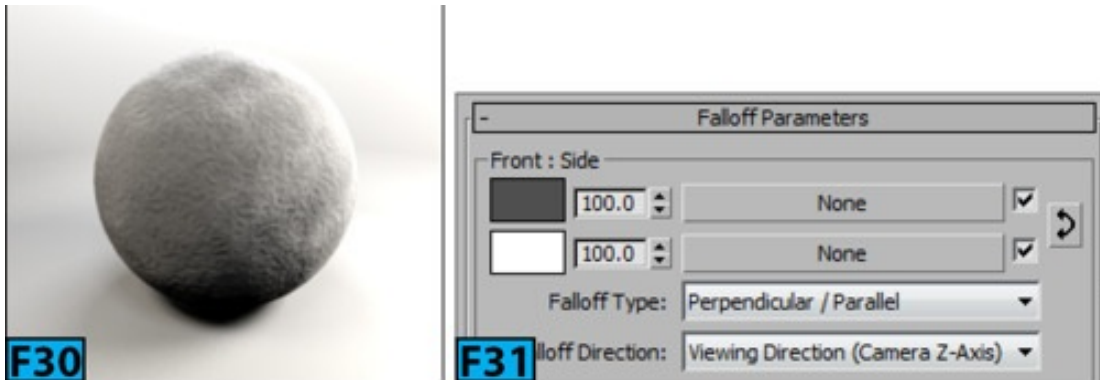 - Falloff Parameters
Front : Side
100.0 None
100.0 None
Falloff Type: Perpendicular / Parallel
lloff Direction: Viewing Direction (Camera Z-Axis)
F30
F31